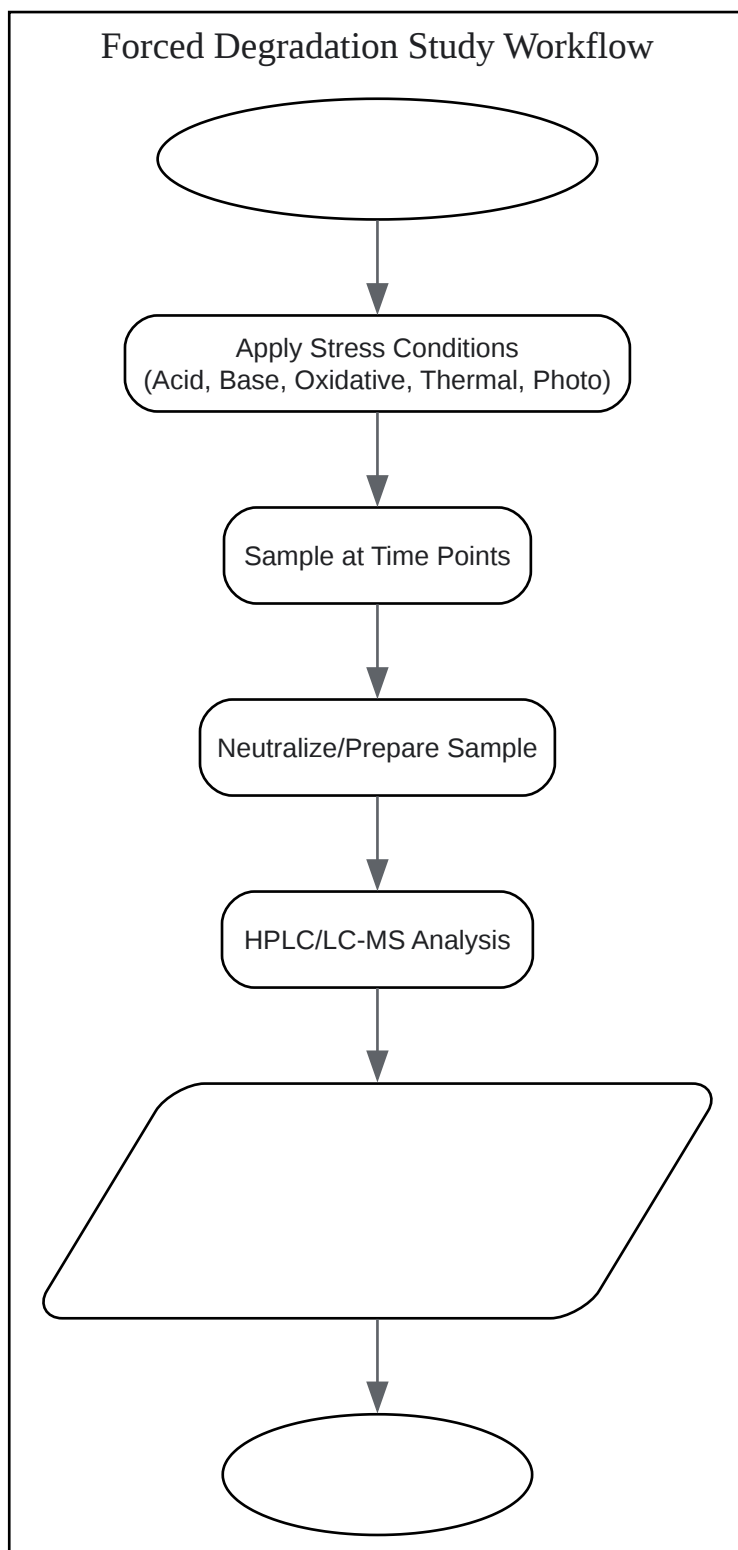 Forced Degradation Study Workflow
Apply Stress Conditions
(Acid, Base, Oxidative, Thermal, Photo)
Sample at Time Points
Neutralize/Prepare Sample
HPLC/LC-MS Analysis